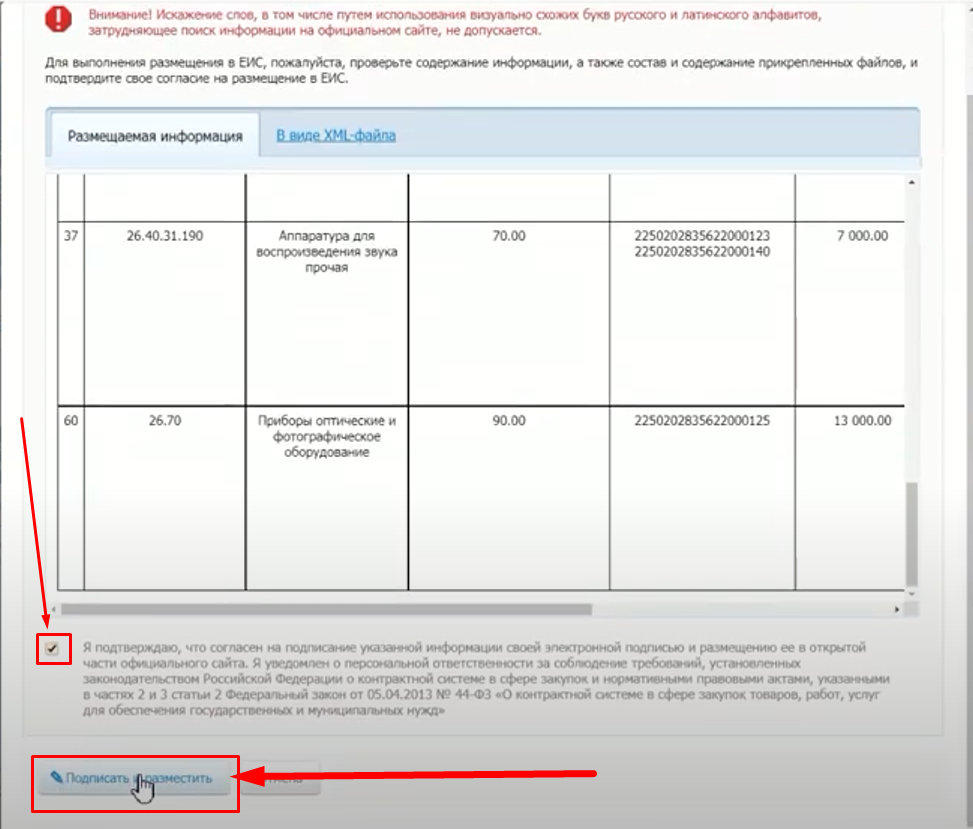 Внимание! Искажение слов, в том числе путем использования визуально схожих букв русского и латинского алфавитов,
затрудняющее поиск информации на официальном сайте, не допускается.
Для выполнения размещения в ЕИС, пожалуйста, проверьте содержание информации, а также состав и содержание прикрепленных файлов, и
подтвердите свое согласие на размещение в ЕИС.
Размещаемая информация В виде XML-файла
37 26.40.31.190 Аппаратура для 70.00 2250202835622000123 7 000.00
воспроизведения звука 2250202835622000140
прочая
60 26.70 Приборы оптические и 90.00 2250202835622000125 13 000.00
фотографическое
оборудование
Я подтверждаю, что согласен на подписание указанной информации своей электронной подписью и размещению ее в открытой
части официального сайта. Я уведомлен о персональной ответственности за соблюдение требований, установленных
законодательством Российской Федерации о контрактной системе в сфере закупок и нормативными правовыми актами, указанными
в частях 2 и 3 статьи 2 Федеральный закон от 05.04.2013 № 44-ФЗ «О контрактной системе в сфере закупок товаров, работ, услуг
для обеспечения государственных и муниципальных нужд»
Подписать и разместить